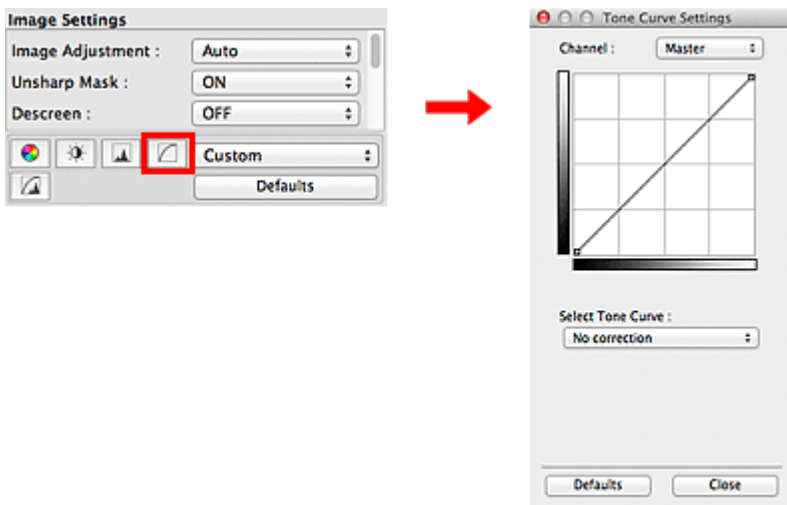 Image Settings
Image Adjustment : Auto
Unsharp Mask : ON
Descreen : OFF
Custom
Defaults
Tone Curve Settings
Channel : Master
Select Tone Curve :
No correction
Defaults Close